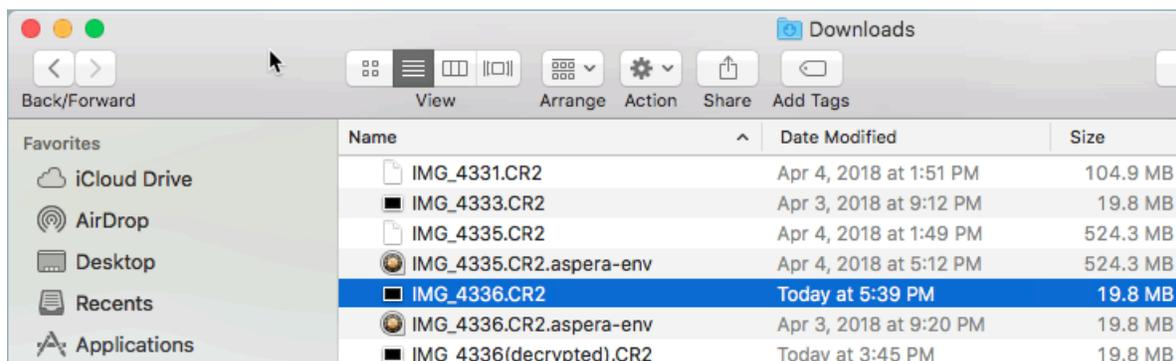 Downloads
Back/Forward View Arrange Action Share Add Tags
Favorites
iCloud Drive
AirDrop
Desktop
Recents
Applications
Name Date Modified Size
IMG_4331.CR2 Apr 4, 2018 at 1:51 PM 104.9 MB
IMG_4333.CR2 Apr 3, 2018 at 9:12 PM 19.8 MB
IMG_4335.CR2 Apr 4, 2018 at 1:49 PM 524.3 MB
IMG_4335.CR2.aspera-env Apr 4, 2018 at 5:12 PM 524.3 MB
IMG_4336.CR2 Today at 5:39 PM 19.8 MB
IMG_4336.CR2.aspera-env Apr 3, 2018 at 9:20 PM 19.8 MB
IMG_4336(decrypted).CR2 Today at 3:45 PM 19.8 MB